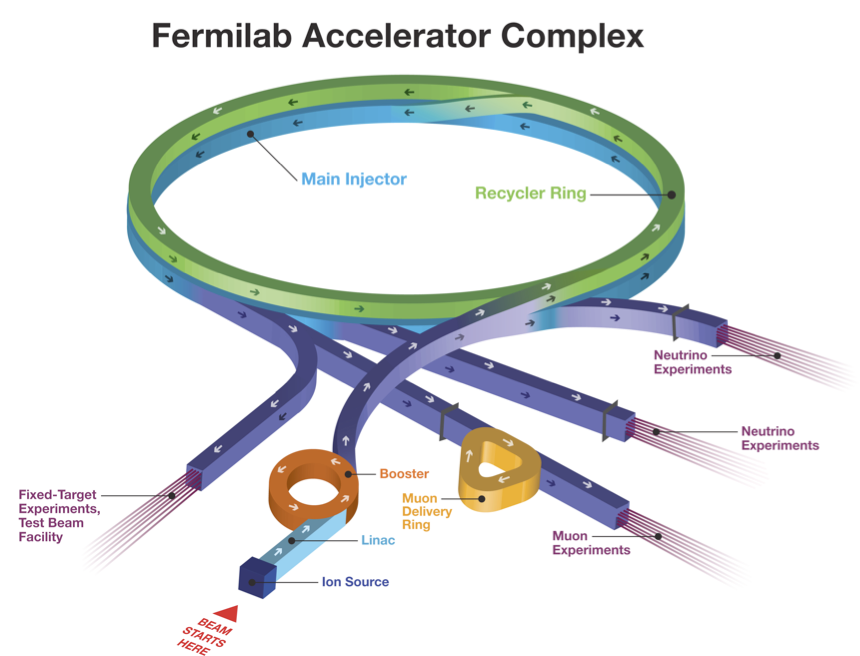 Fermilab Accelerator Complex
Main Injector
Recycler Ring
Neutrino
Experiments
Neutrino
Experiments
Booster
Fixed-Target
Experiments,
Test Beam
Facility
Muon
Delivery
Ring
Linac
Muon
Experiments
Ion Source
BEAM
STARTS
HERE